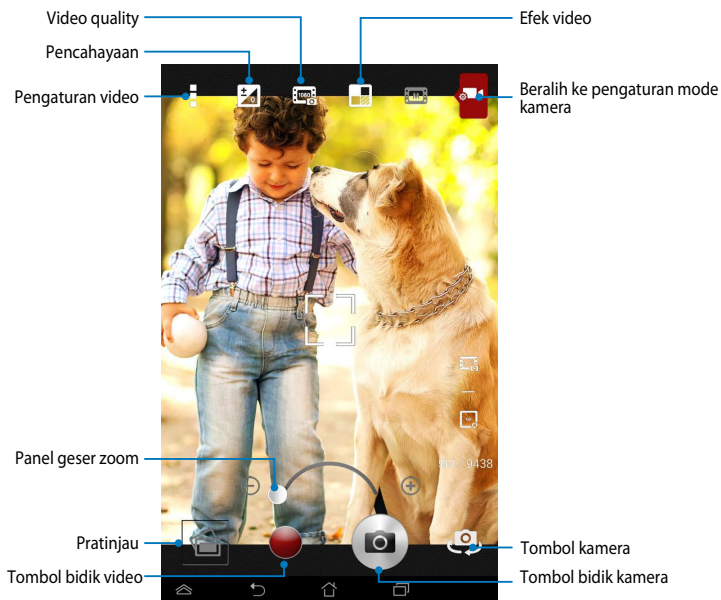 Video quality
Efek video
Pencahayaan
Pengaturan video
Beralih ke pengaturan mode
kamera
1080
Panel geser zoom
Pratinjau
Tombol kamera
Tombol bidik video
Tombol bidik kamera